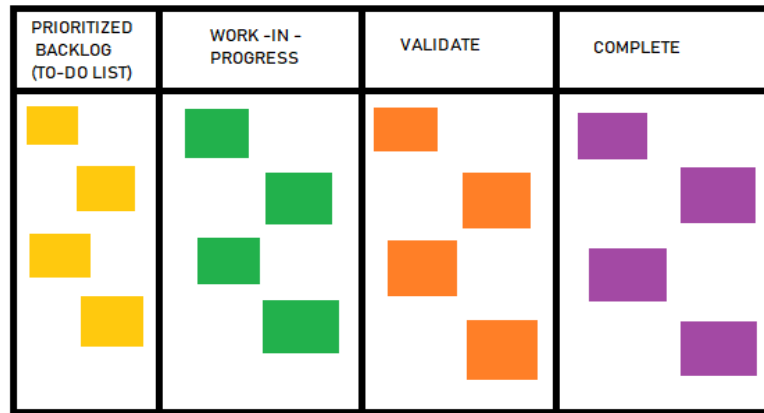 PRIORITIZED
BACKLOG
(TO-DO LIST)
WORK -IN -
PROGRESS
VALIDATE
COMPLETE